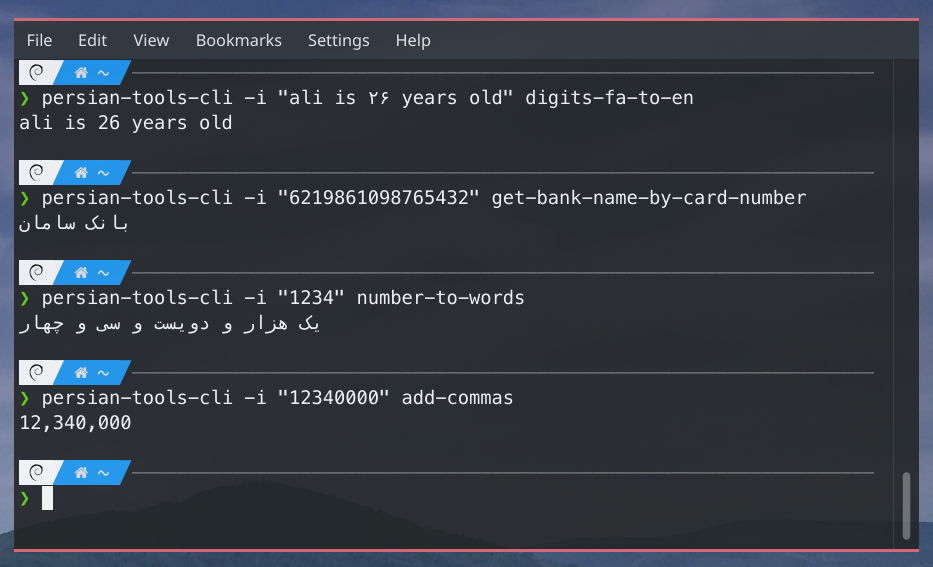 File Edit View Bookmarks Settings Help
~
❯ persian-tools-cli -i "ali is ۲۶ years old" digits-fa-to-en
ali is 26 years old
~
❯ persian-tools-cli -i "6219861098765432" get-bank-name-by-card-number
بانک سامان
~
❯ persian-tools-cli -i "1234" number-to-words
یک هزار و دویست و سی و چهار
~
❯ persian-tools-cli -i "12340000" add-commas
12,340,000
~
❯